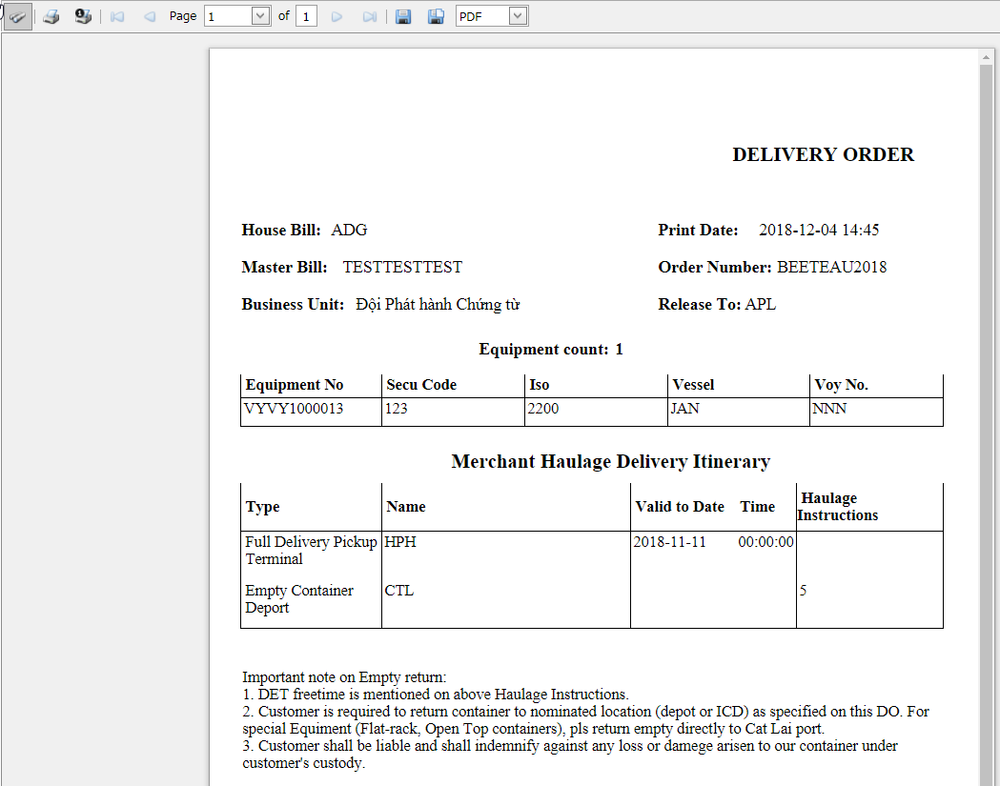 Page 1 of 1 PDF
DELIVERY ORDER
House Bill: ADG Print Date: 2018-12-04 14:45
Master Bill: TESTTESTTEST Order Number: BEETEAU2018
Business Unit: Đội Phát hành Chứng từ Release To: APL
Equipment count: 1
Equipment No Secu Code Iso Vessel Voy No.
VYVY1000013 123 2200 JAN NNN
Merchant Haulage Delivery Itinerary
Type Name Valid to Date Time Haulage
Instructions
Full Delivery Pickup HPH 2018-11-11 00:00:00
Terminal
Empty Container CTL 5
Deport
Important note on Empty return:
1. DET freetime is mentioned on above Haulage Instructions.
2. Customer is required to return container to nominated location (depot or ICD) as specified on this DO. For
special Equiment (Flat-rack, Open Top containers), pls return empty directly to Cat Lai port.
3. Customer shall be liable and shall indemnify against any loss or damege arisen to our container under
customer's custody.